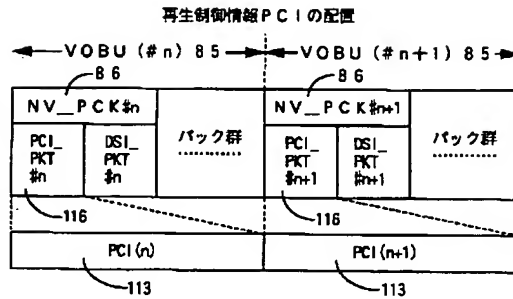 再生制御情報PCIの配置
VOBU (#n) 85 VOBU (#n+1) 85
86 86
NV_PCK#n NV_PCK#n+1
PCI_ DSI_ パック群 PCI_ DSI_ パック群
PKT PKT PKT PKT
#n #n #n+1 #n+1
116 116
PCI(n) PCI(n+1)
113 113